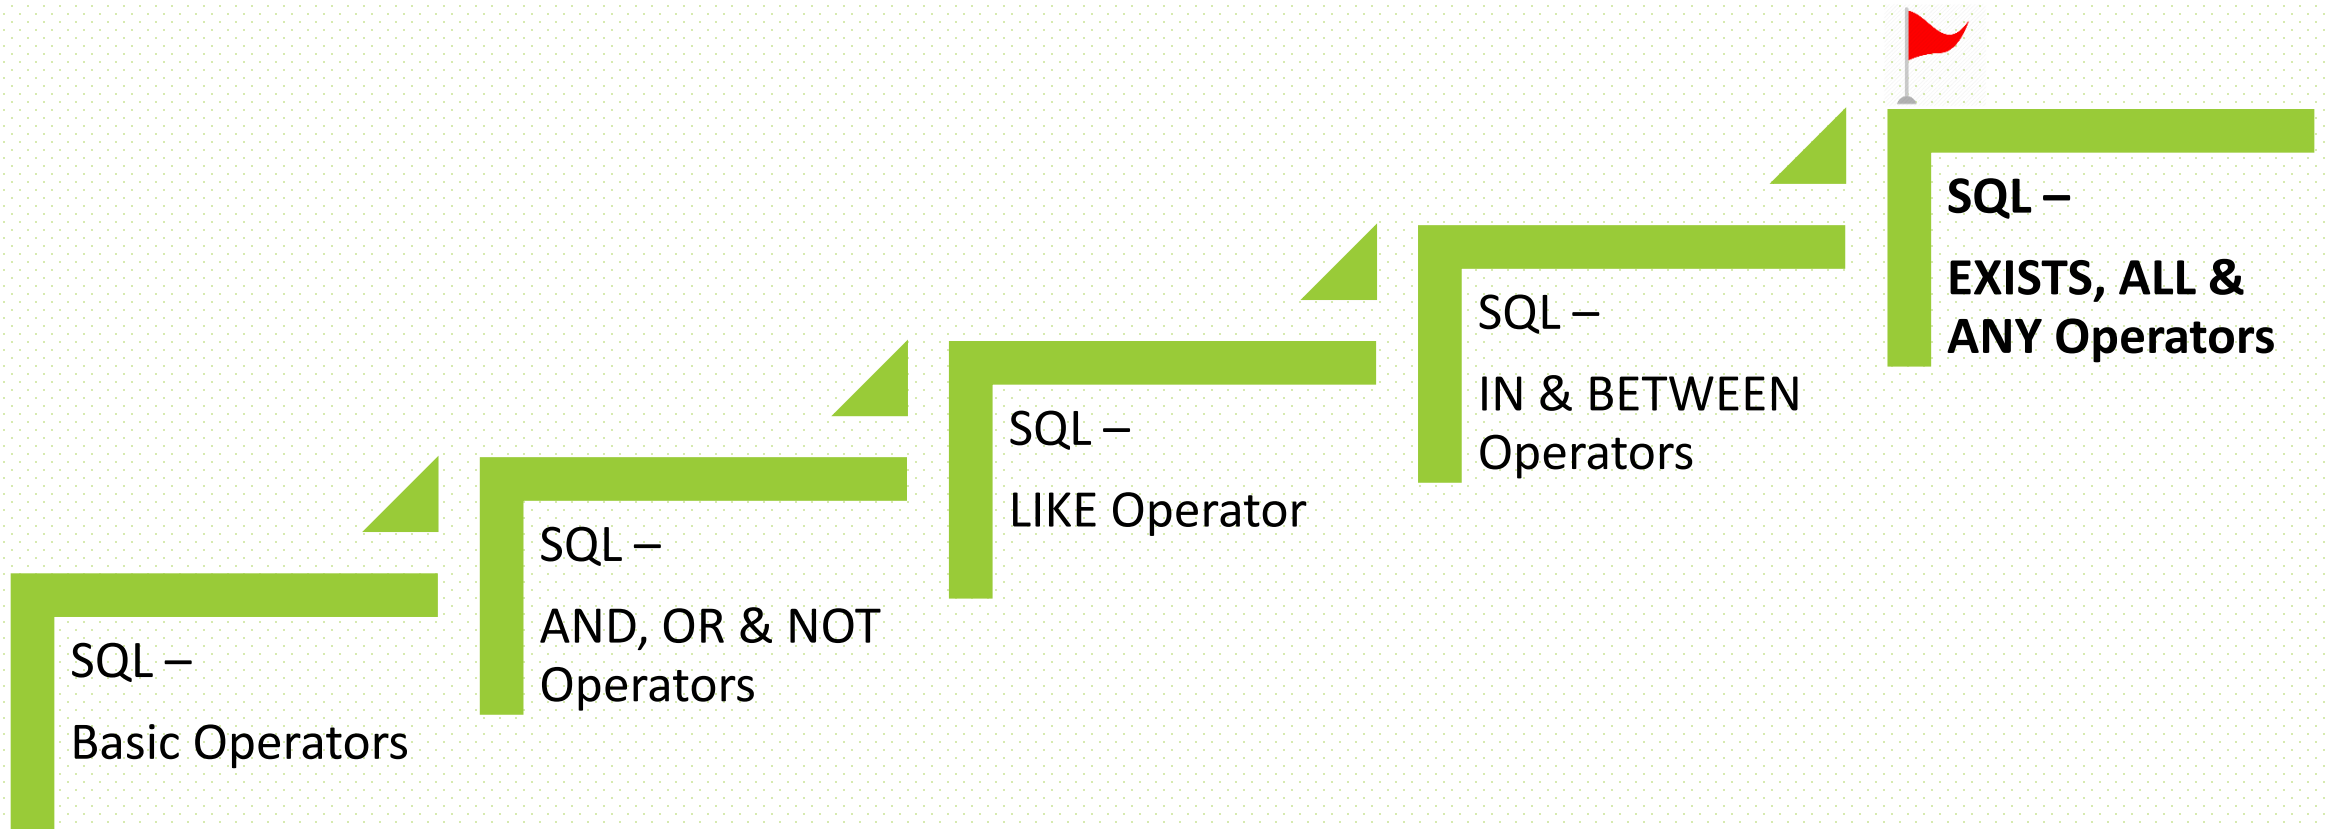 SQL –
Basic Operators
SQL –
AND, OR & NOT
Operators
SQL –
LIKE Operator
SQL –
IN & BETWEEN
Operators
SQL –
EXISTS, ALL &
ANY Operators